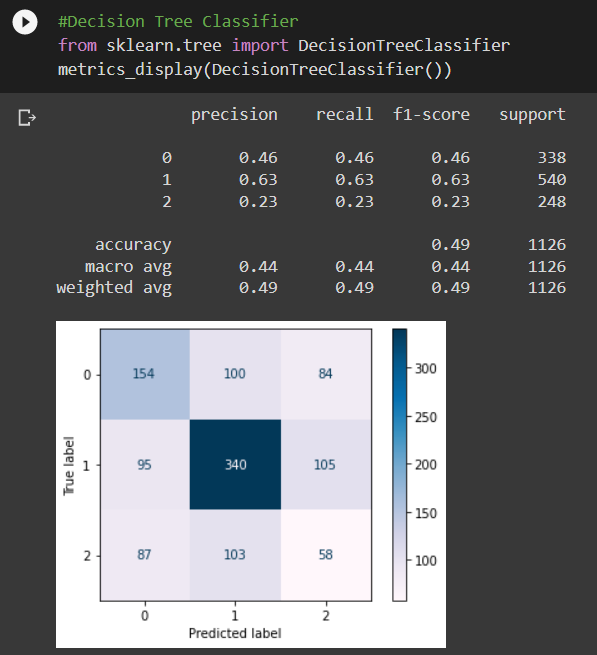 #Decision Tree Classifier
from sklearn.tree import DecisionTreeClassifier
metrics_display(DecisionTreeClassifier())
precision recall f1-score support
0 0.46 0.46 0.46 338
1 0.63 0.63 0.63 540
2 0.23 0.23 0.23 248
accuracy 0.49 1126
macro avg 0.44 0.44 0.44 1126
weighted avg 0.49 0.49 0.49 1126
0 154 100 84
1 95 340 105
2 87 103 58
0 1 2
True label
Predicted label
300
250
200
150
100